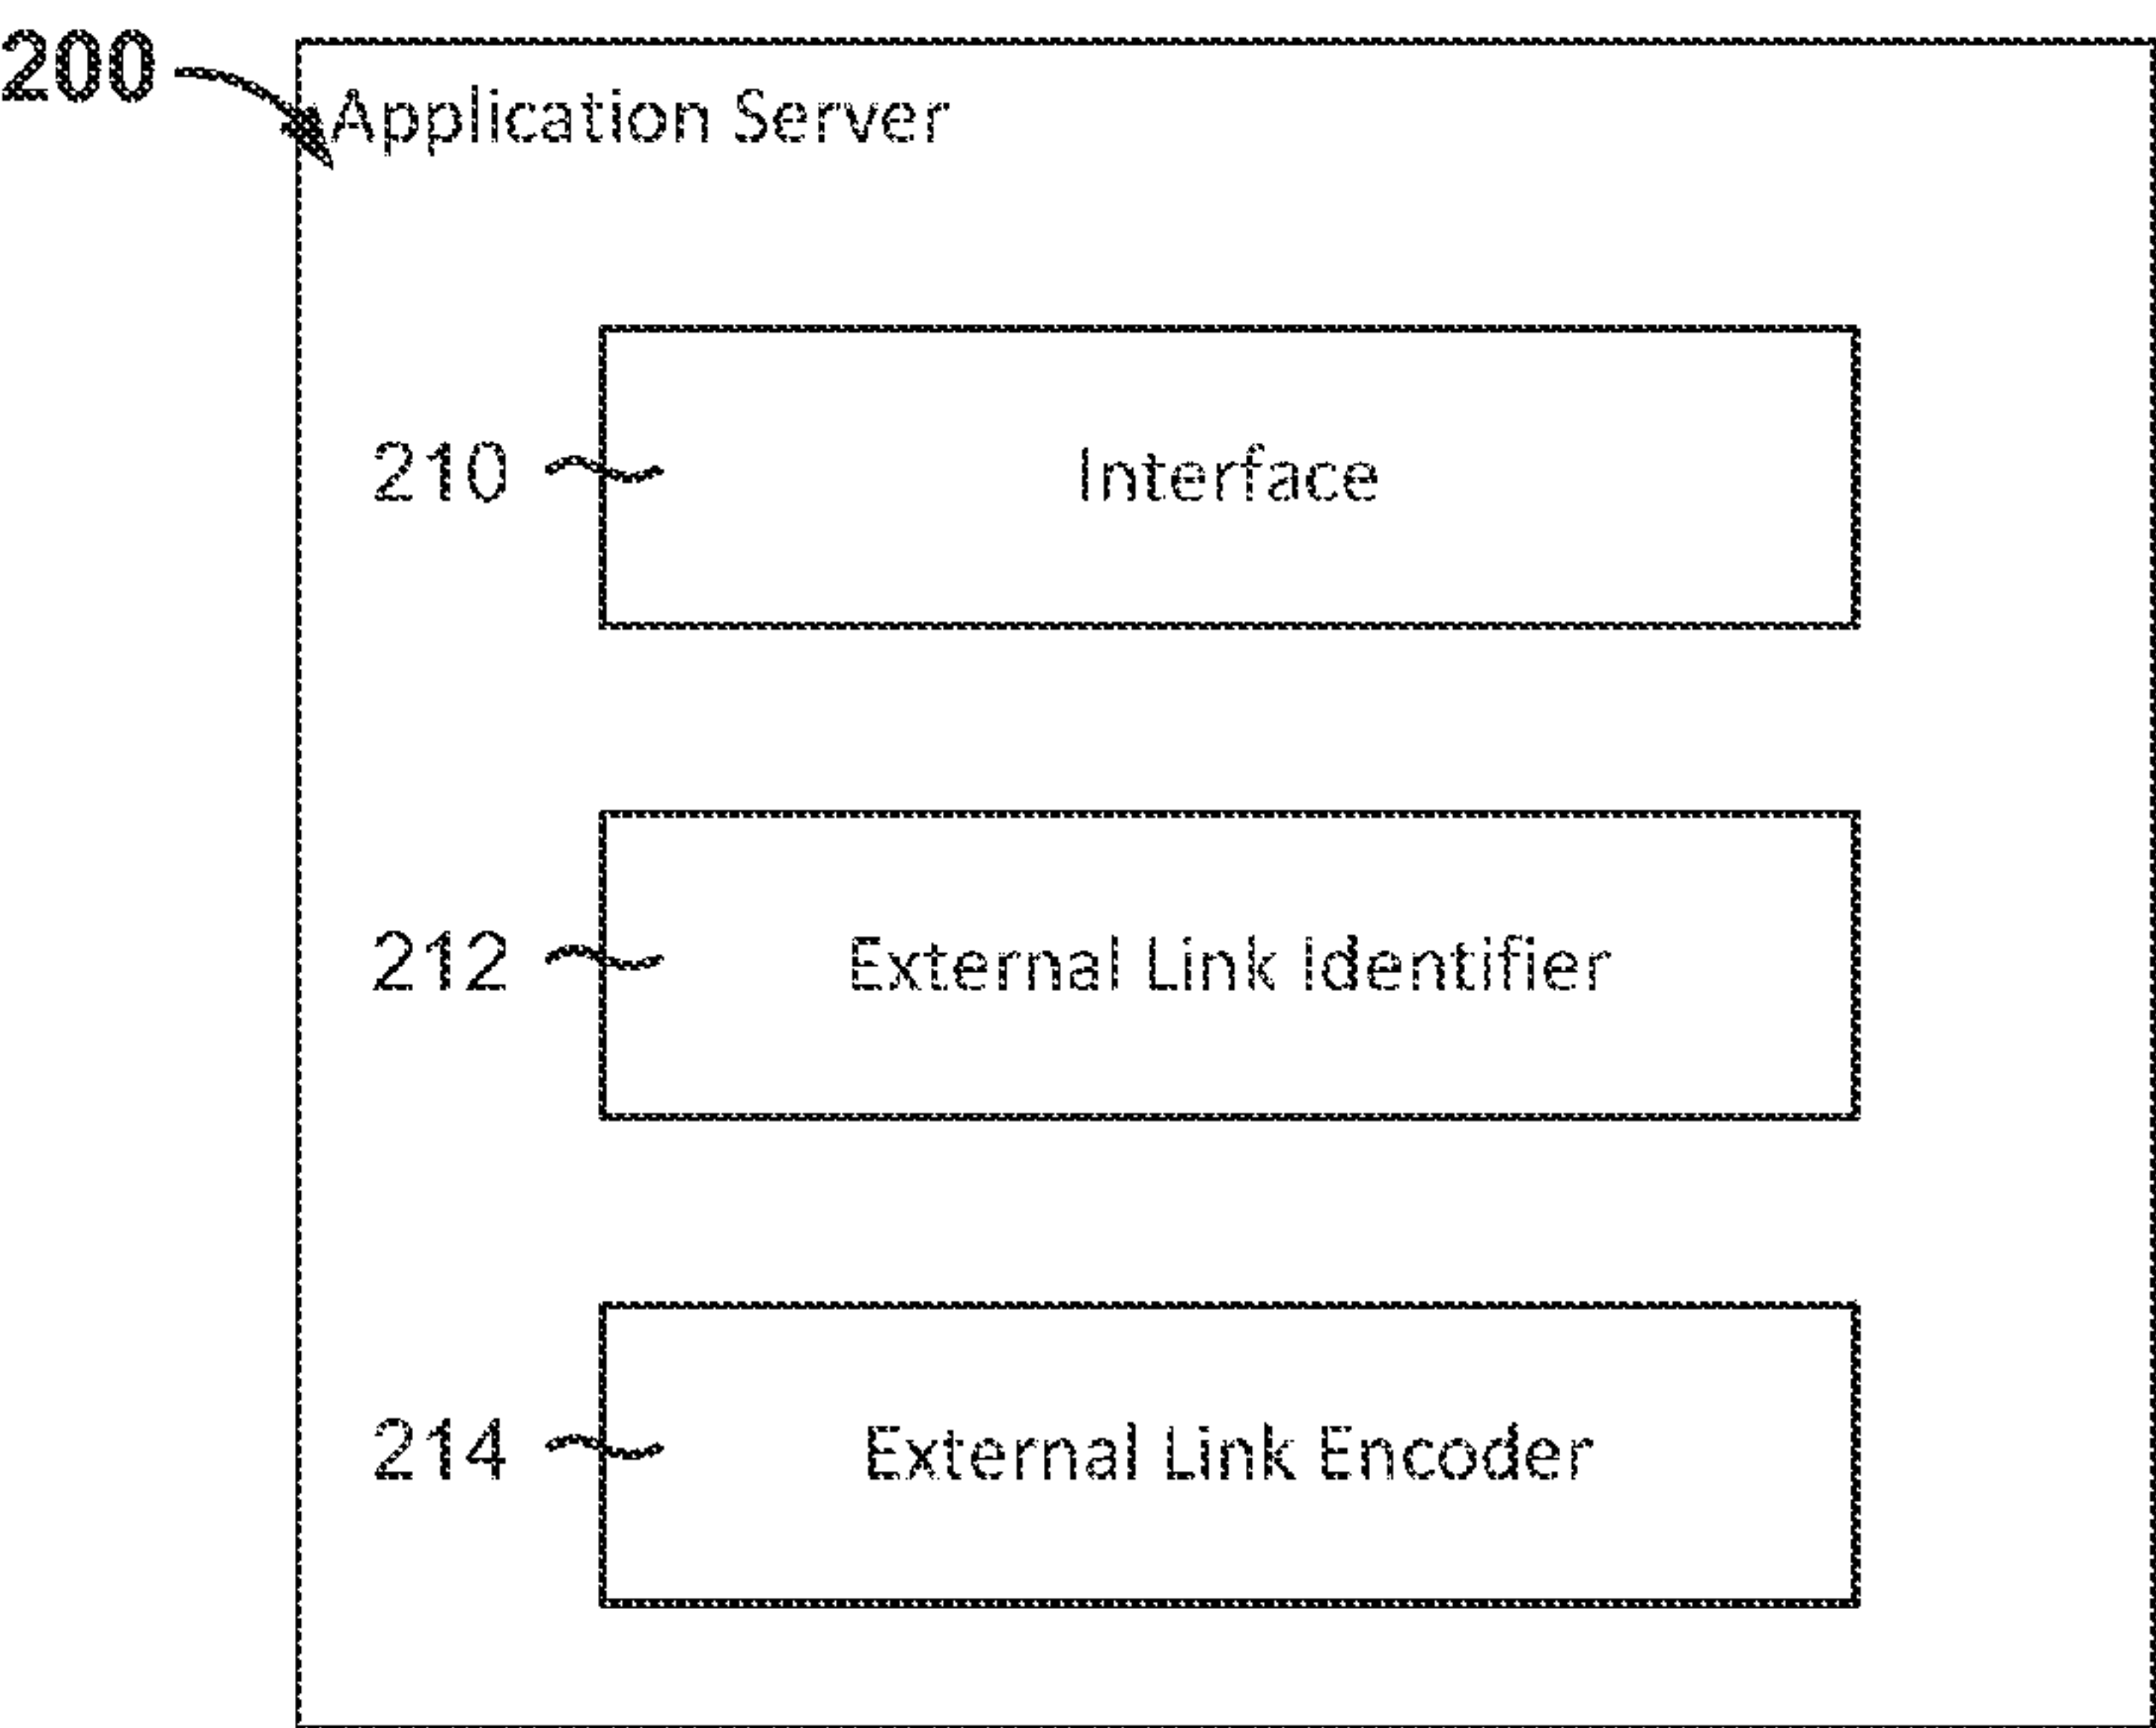 200
Application Server
210 Interface
212 External Link Identifier
214 External Link Encoder